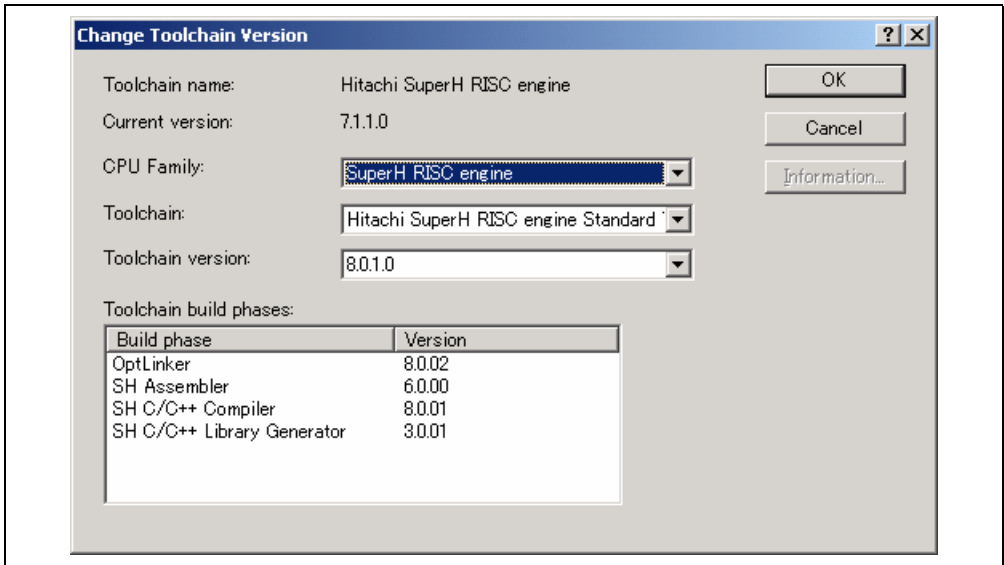 Change Toolchain Version
Toolchain name: Hitachi SuperH RISC engine
OK
Current version: 7.1.1.0
Cancel
CPU Family: SuperH RISC engine
Information...
Toolchain: Hitachi SuperH RISC engine Standard
Toolchain version: 8.0.1.0
Toolchain build phases:
Build phase Version
OptLinker 8.0.02
SH Assembler 6.0.00
SH C/C++ Compiler 8.0.01
SH C/C++ Library Generator 3.0.01